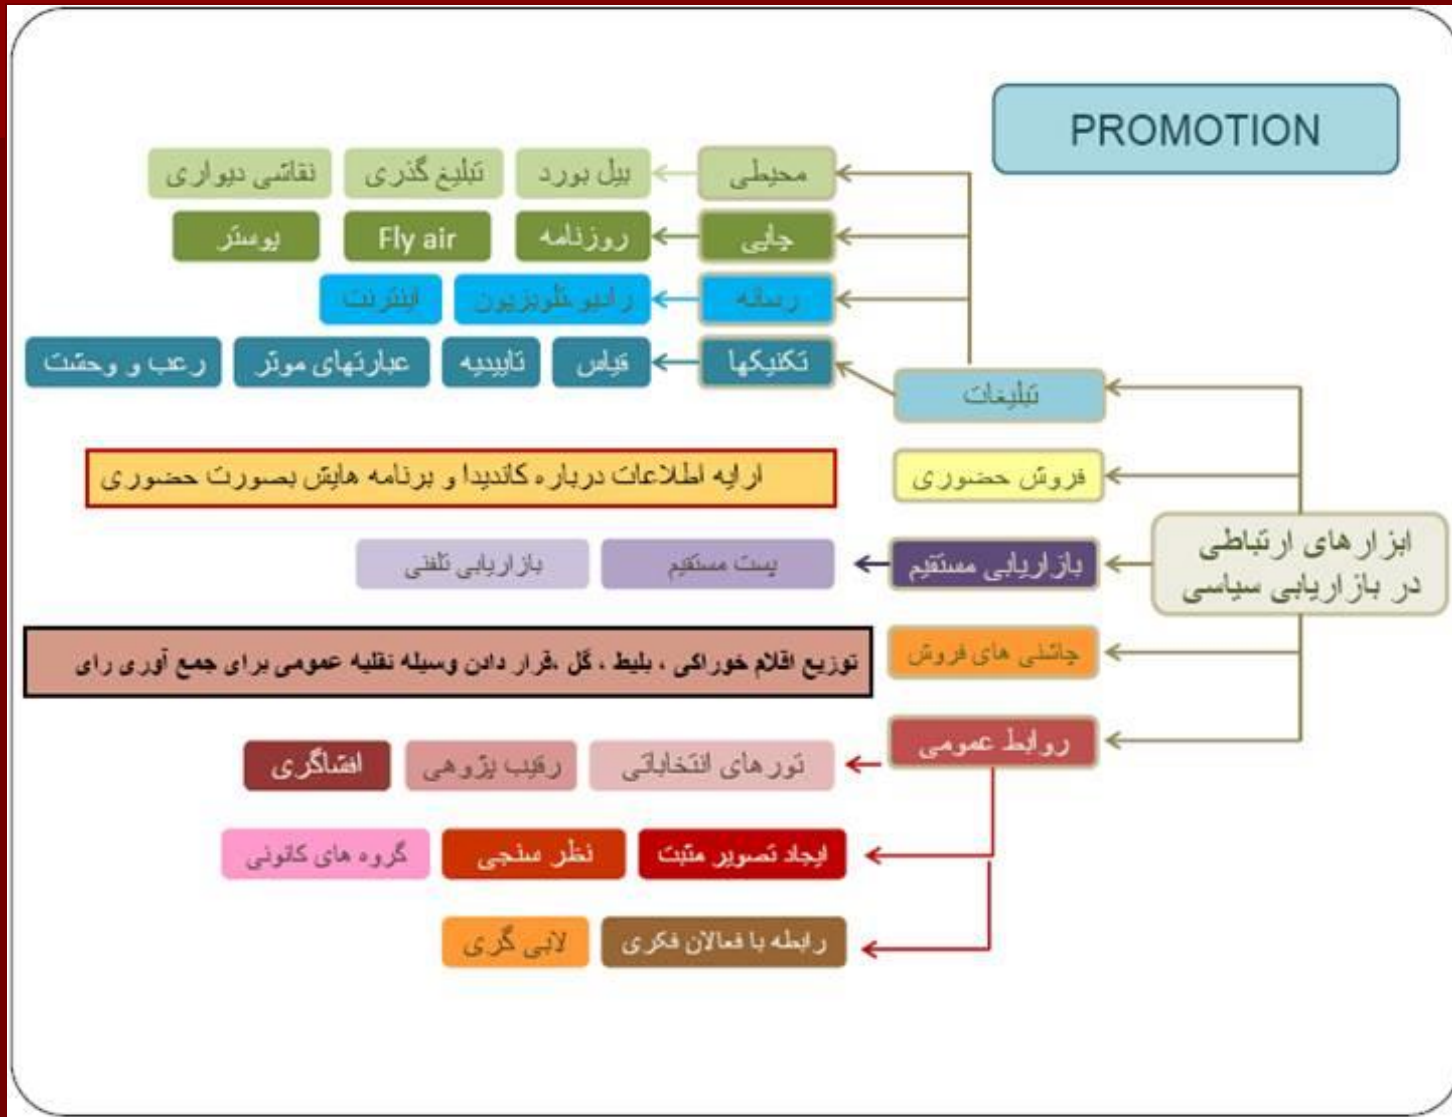 PROMOTION
ابزارهای ارتباطی
در بازاریابی سیاسی
تبلیغات
محیطی
بیل بورد
تبلیغ گذری
نقاشی دیواری
چاپی
روزنامه
Fly air
پوستر
رسانه
رادیو،تلویزیون
اینترنت
تکنیکها
قیاس
تاییدیه
عبارتهای موثر
رعب و وحشت
فروش حضوری
ارایه اطلاعات درباره کاندیدا و برنامه هایش بصورت حضوری
بازاریابی مستقیم
پست مستقیم
بازاریابی تلفنی
چاشنی های فروش
توزیع اقلام خوراکی ، بلیط ، گل ،قرار دادن وسیله نقلیه عمومی برای جمع آوری رای
روابط عمومی
تورهای انتخاباتی
رقیب پژوهی
افشاگری
ایجاد تصویر مثبت
نظر سنجی
گروه های کانونی
رابطه با فعالان فکری
لابی گری